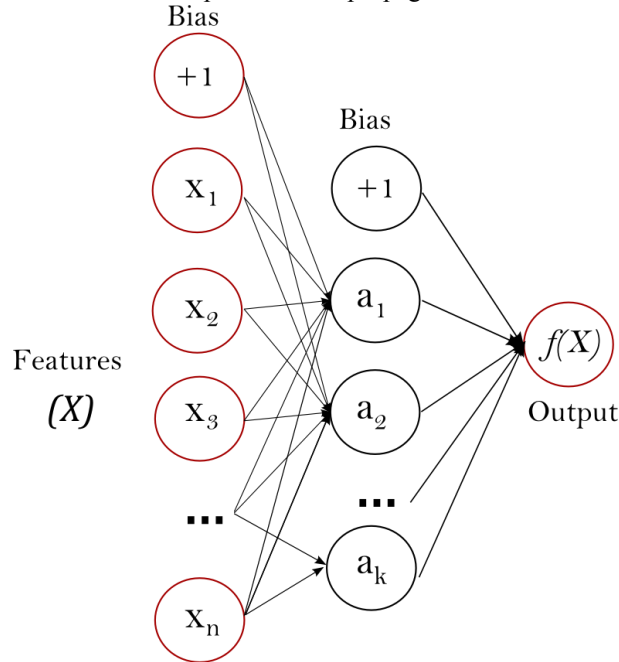 Bias
+1
Bias
x1
+1
x2
a1
f(X)
Features
(X)
x3
a2
Output
...
...
ak
xn